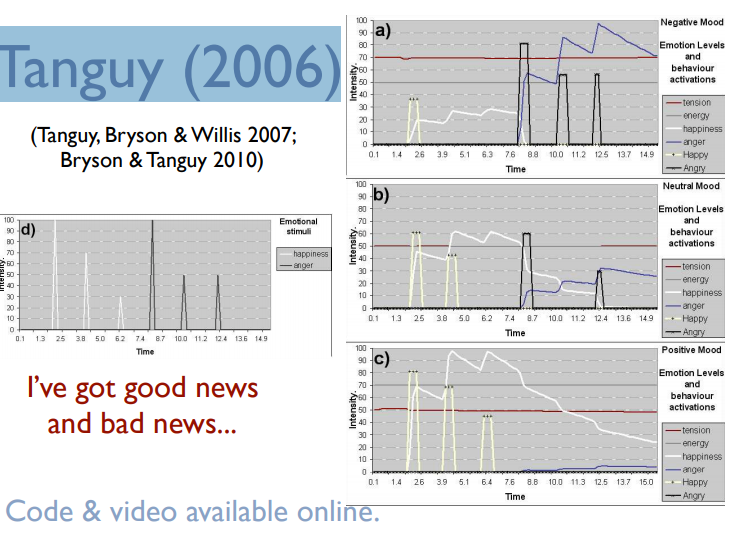 Tanguy (2006)
(Tanguy, Bryson & Willis 2007;
Bryson & Tanguy 2010)
d)
Emotional
stimuli
Intensity.
100
90
80
70
60
50
40
30
20
10
0
0.1 1.3 2.4 3.8 5.0 6.2 7.5 8.7 10.0 11.2 12.4 13.7 14.9
Time
happiness
anger
I've got good news
and bad news...
Code & video available online.
a)
Negative Mood
Emotion Levels
and
behaviour
activations
Intensity.
100
90
80
70
60
50
40
30
20
10
0
0.1 1.4 2.6 3.9 5.1 6.3 7.6 8.8 10.0 11.3 12.5 13.7 14.9
Time
tension
energy
happiness
anger
Happy
Angry
b)
Neutral Mood
Emotion Levels
and
behaviour
activations
Intensity.
100
90
80
70
60
50
40
30
20
10
0
0.1 1.4 2.6 3.9 5.1 6.4 7.6 8.7 10.0 11.2 12.5 13.7 14.9
Time
tension
energy
happiness
anger
Happy
Angry
c)
Positive Mood
Emotion Levels
and
behaviour
activations
Intensity.
100
90
80
70
60
50
40
30
20
10
0
0.1 1.4 2.6 3.9 5.1 6.4 7.6 8.8 10.1 11.3 12.6 13.8 15.0
Time
tension
energy
happiness
anger
Happy
Angry